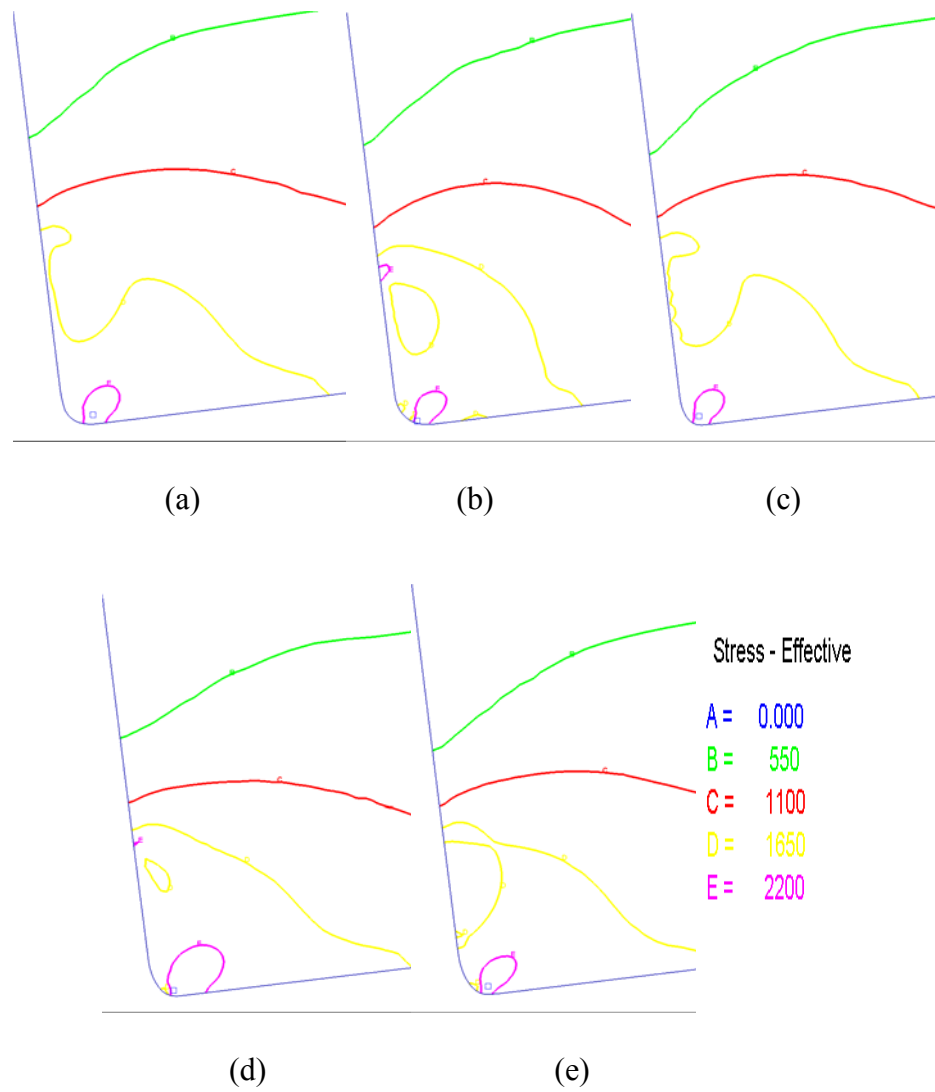 (a) (b) (c)
Stress - Effective
A = 0.000
B = 550
C = 1100
D = 1650
E = 2200
(d) (e)